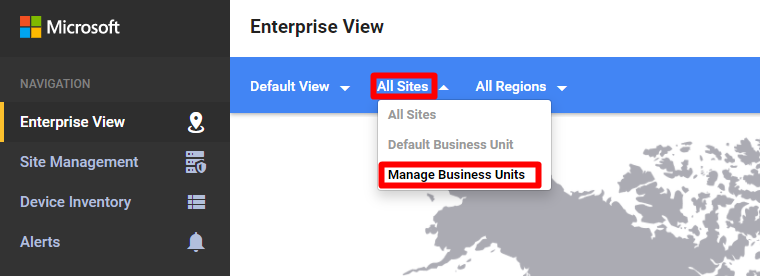 Microsoft
Enterprise View
NAVIGATION
Default View
All Sites
All Regions
Enterprise View
All Sites
Default Business Unit
Site Management
Manage Business Units
Device Inventory
Alerts